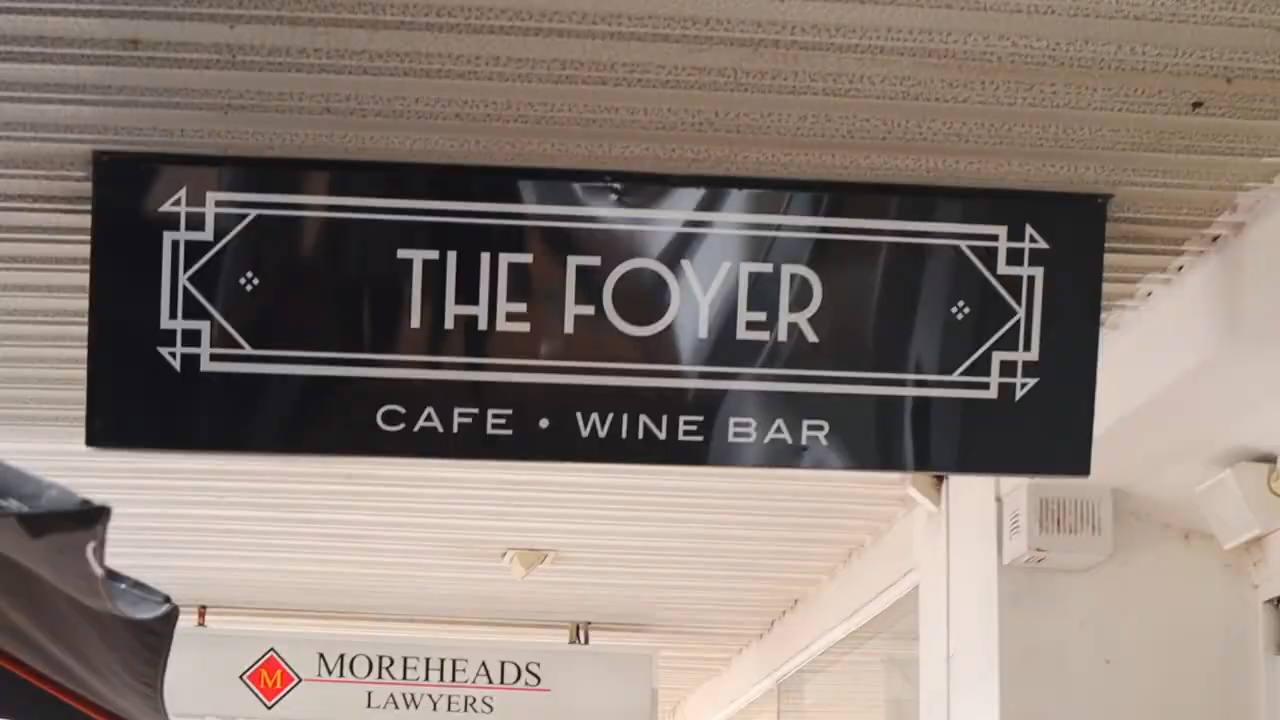 THE FOYER
CAFE • WINE BAR
M
MOREHEADS
LAWYERS